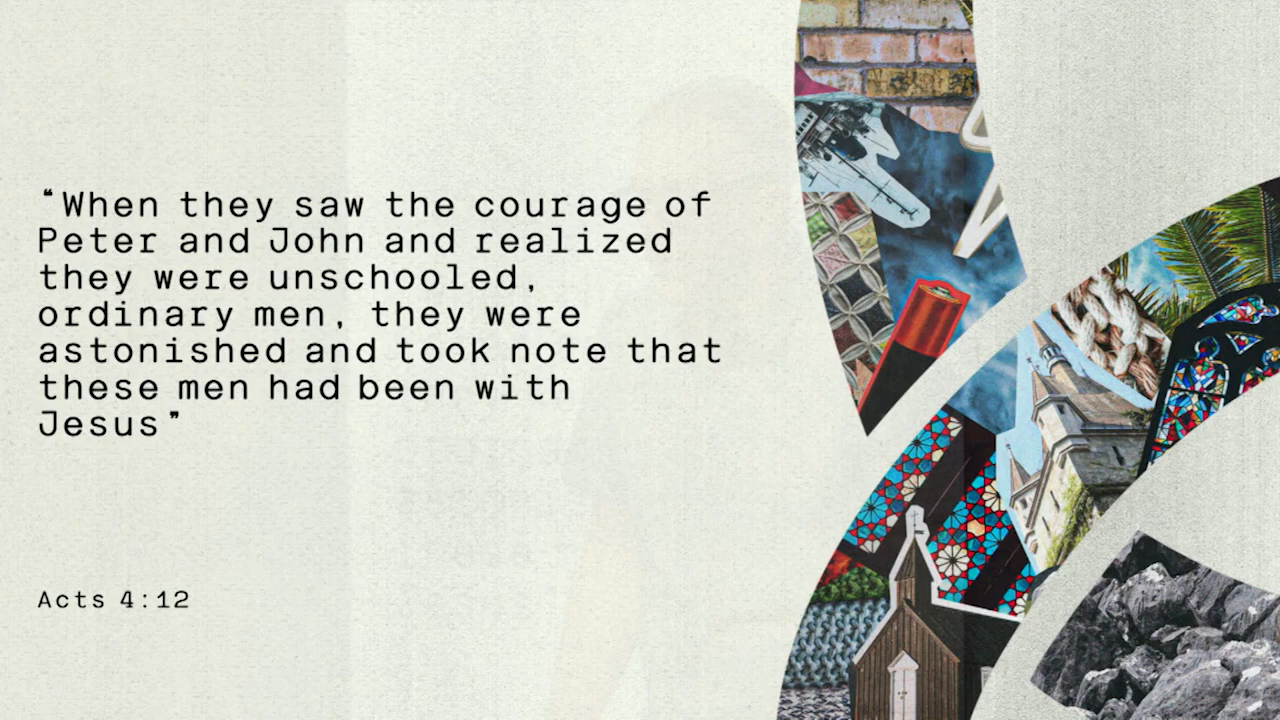 “When they saw the courage of
Peter and John and realized
they were unschooled,
ordinary men, they were
astonished and took note that
these men had been with
Jesus”
Acts 4:12